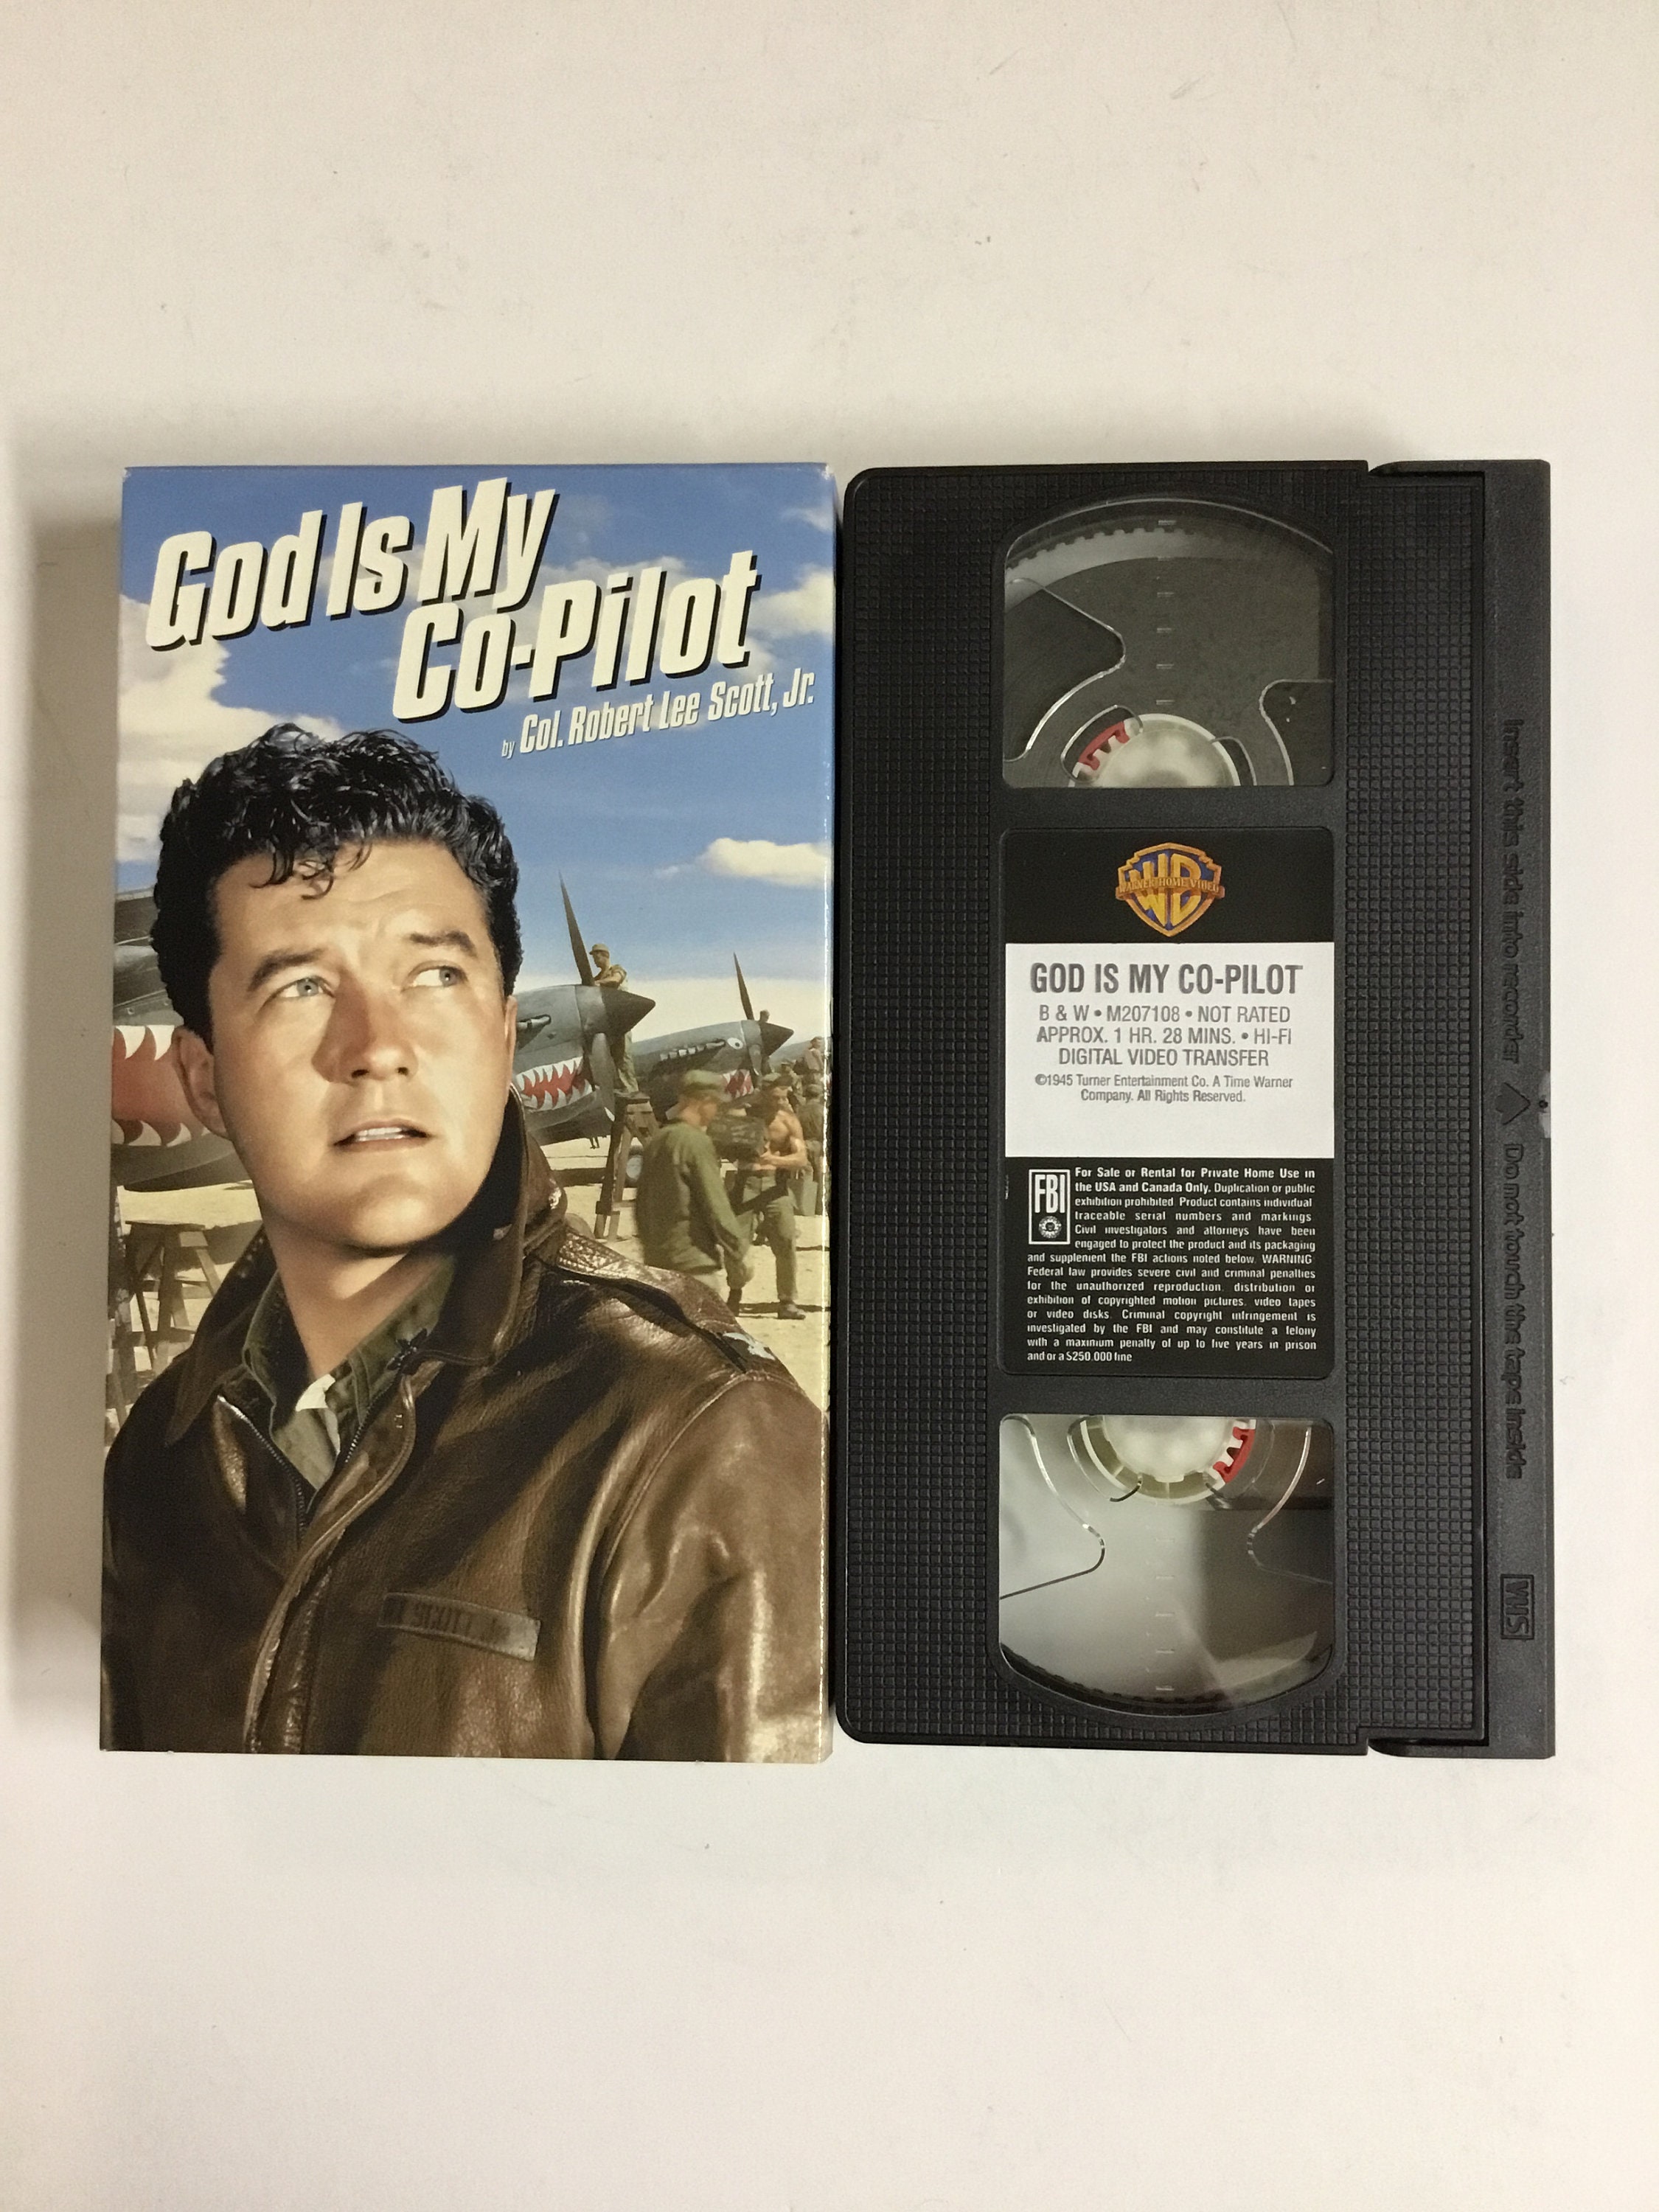 God Is My
Co-Pilot
by Col. Robert Lee Scott, Jr.
WARNER HOME VIDEO
GOD IS MY CO-PILOT
B & W • M207108 • NOT RATED
APPROX. 1 HR. 28 MINS. • HI-FI
DIGITAL VIDEO TRANSFER
©1945 Turner Entertainment Co. A Time Warner
Company. All Rights Reserved.
FBI
For Sale or Rental for Private Home Use in
the USA and Canada Only. Duplication or public
exhibition prohibited. Product contains individual
traceable serial numbers and markings.
Civil investigators and attorneys have been
engaged to protect the product and its packaging
and supplement the FBI actions noted below. WARNING:
Federal law provides severe civil and criminal penalties
for the unauthorized reproduction, distribution or
exhibition of copyrighted motion pictures, video tapes
or video disks. Criminal copyright infringement is
investigated by the FBI and may constitute a felony
with a maximum penalty of up to five years in prison
and or a $250,000 fine
Insert this side into recorder
Do not touch the tape inside
VHS